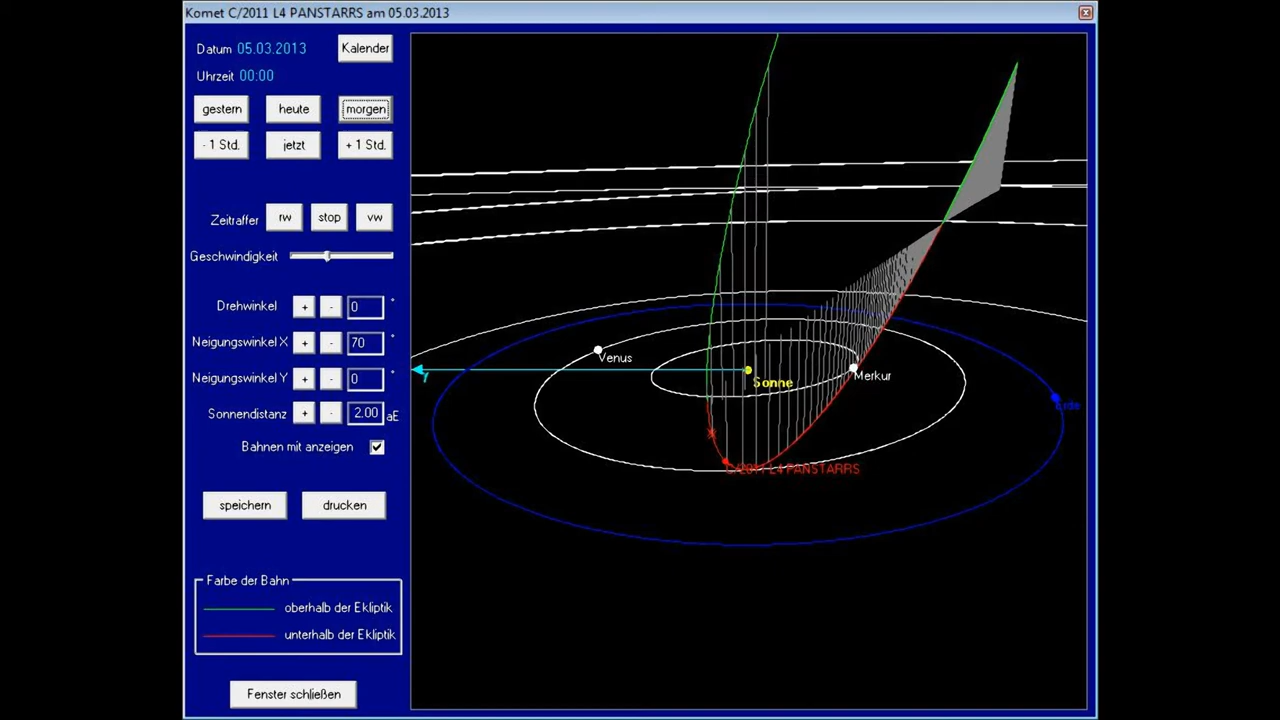 Komet C/2011 L4 PANSTARRS am 05.03.2013
Datum 05.03.2013 Kalender
Uhrzeit 00:00
gestern heute morgen
- 1 Std. jetzt + 1 Std.
Zeitraffer rw stop vw
Geschwindigkeit
Drehwinkel + - 0 °
Neigungswinkel X + - 70 °
Neigungswinkel Y + - 0 °
Sonnendistanz + - 2.00 aE
Bahnen mit anzeigen
speichern drucken
Farbe der Bahn
oberhalb der Ekliptik
unterhalb der Ekliptik
Fenster schließen
Venus
Sonne
Merkur
Erde
C/2011 L4 PANSTARRS